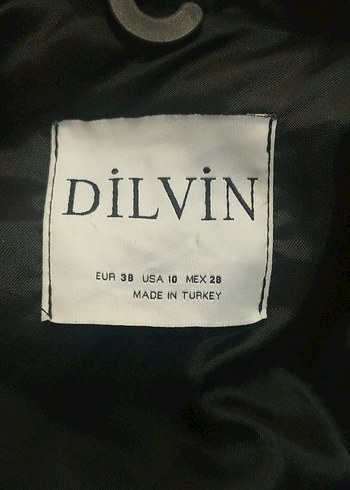 DİLVİN
EUR 38 USA 10 MEX 28
MADE IN TURKEY